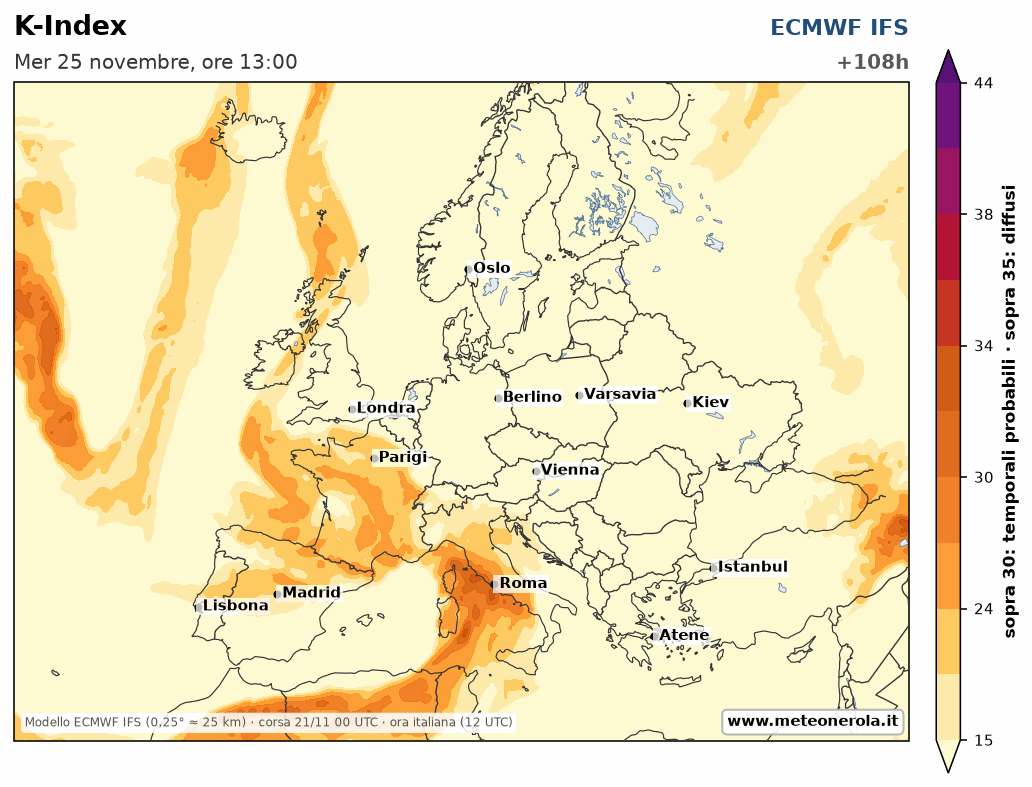 K-Index
ECMWF IFS
Mer 25 novembre, ore 13:00
+108h
44
38
34
30
24
15
sopra 30: temporali probabili · sopra 35: diffusi
Oslo
Berlino
Varsavia
Kiev
Londra
Parigi
Vienna
Istanbul
Roma
Madrid
Lisbona
Atene
Modello ECMWF IFS (0,25° ≈ 25 km) · corsa 21/11 00 UTC · ora italiana (12 UTC)
www.meteonerola.it